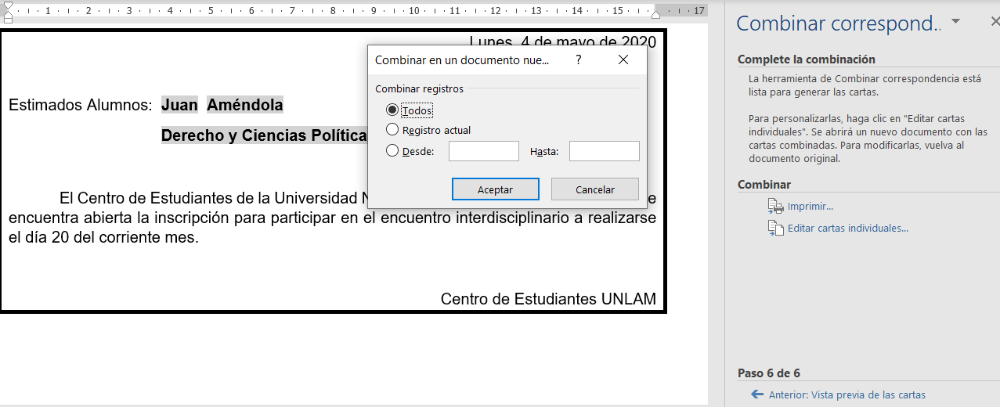 1 2 3 4 5 6 7 8 9 10 11 12 13 14 15 17
Lunes, 4 de mayo de 2020
Estimados Alumnos: Juan Améndola
Derecho y Ciencias Política
El Centro de Estudiantes de la Universidad N e
encuentra abierta la inscripción para participar en el encuentro interdisciplinario a realizarse
el día 20 del corriente mes.
Centro de Estudiantes UNLAM
Combinar en un documento nue... ?
Combinar registros
Todos
Registro actual
Desde: Hasta:
Aceptar Cancelar
Combinar correspond..
Complete la combinación
La herramienta de Combinar correspondencia está
lista para generar las cartas.
Para personalizarlas, haga clic en "Editar cartas
individuales". Se abrirá un nuevo documento con las
cartas combinadas. Para modificarlas, vuelva al
documento original.
Combinar
Imprimir...
Editar cartas individuales...
Paso 6 de 6
Anterior: Vista previa de las cartas